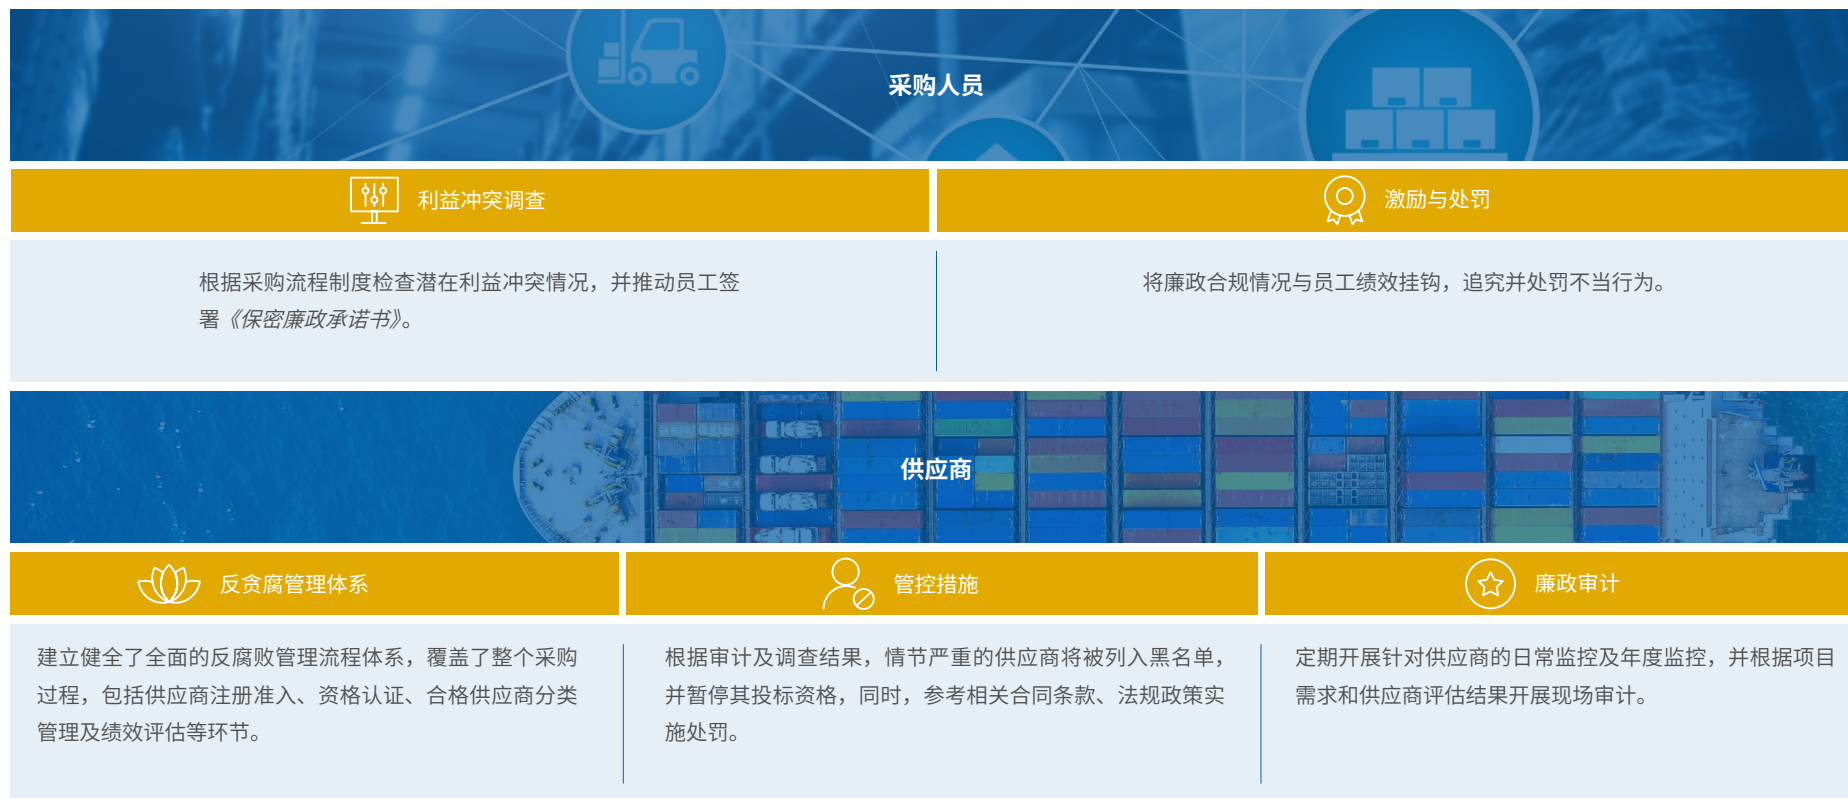 采购人员
利益冲突调查
激励与处罚
根据采购流程制度检查潜在利益冲突情况，并推动员工签
署《保密廉政承诺书》。
将廉政合规情况与员工绩效挂钩，追究并处罚不当行为。
供应商
反贪腐管理体系
管控措施
廉政审计
建立健全了全面的反腐败管理流程体系，覆盖了整个采购
过程，包括供应商注册准入、资格认证、合格供应商分类
管理及绩效评估等环节。
根据审计及调查结果，情节严重的供应商将被列入黑名单，
并暂停其投标资格，同时，参考相关合同条款、法规政策实
施处罚。
定期开展针对供应商的日常监控及年度监控，并根据项目
需求和供应商评估结果开展现场审计。